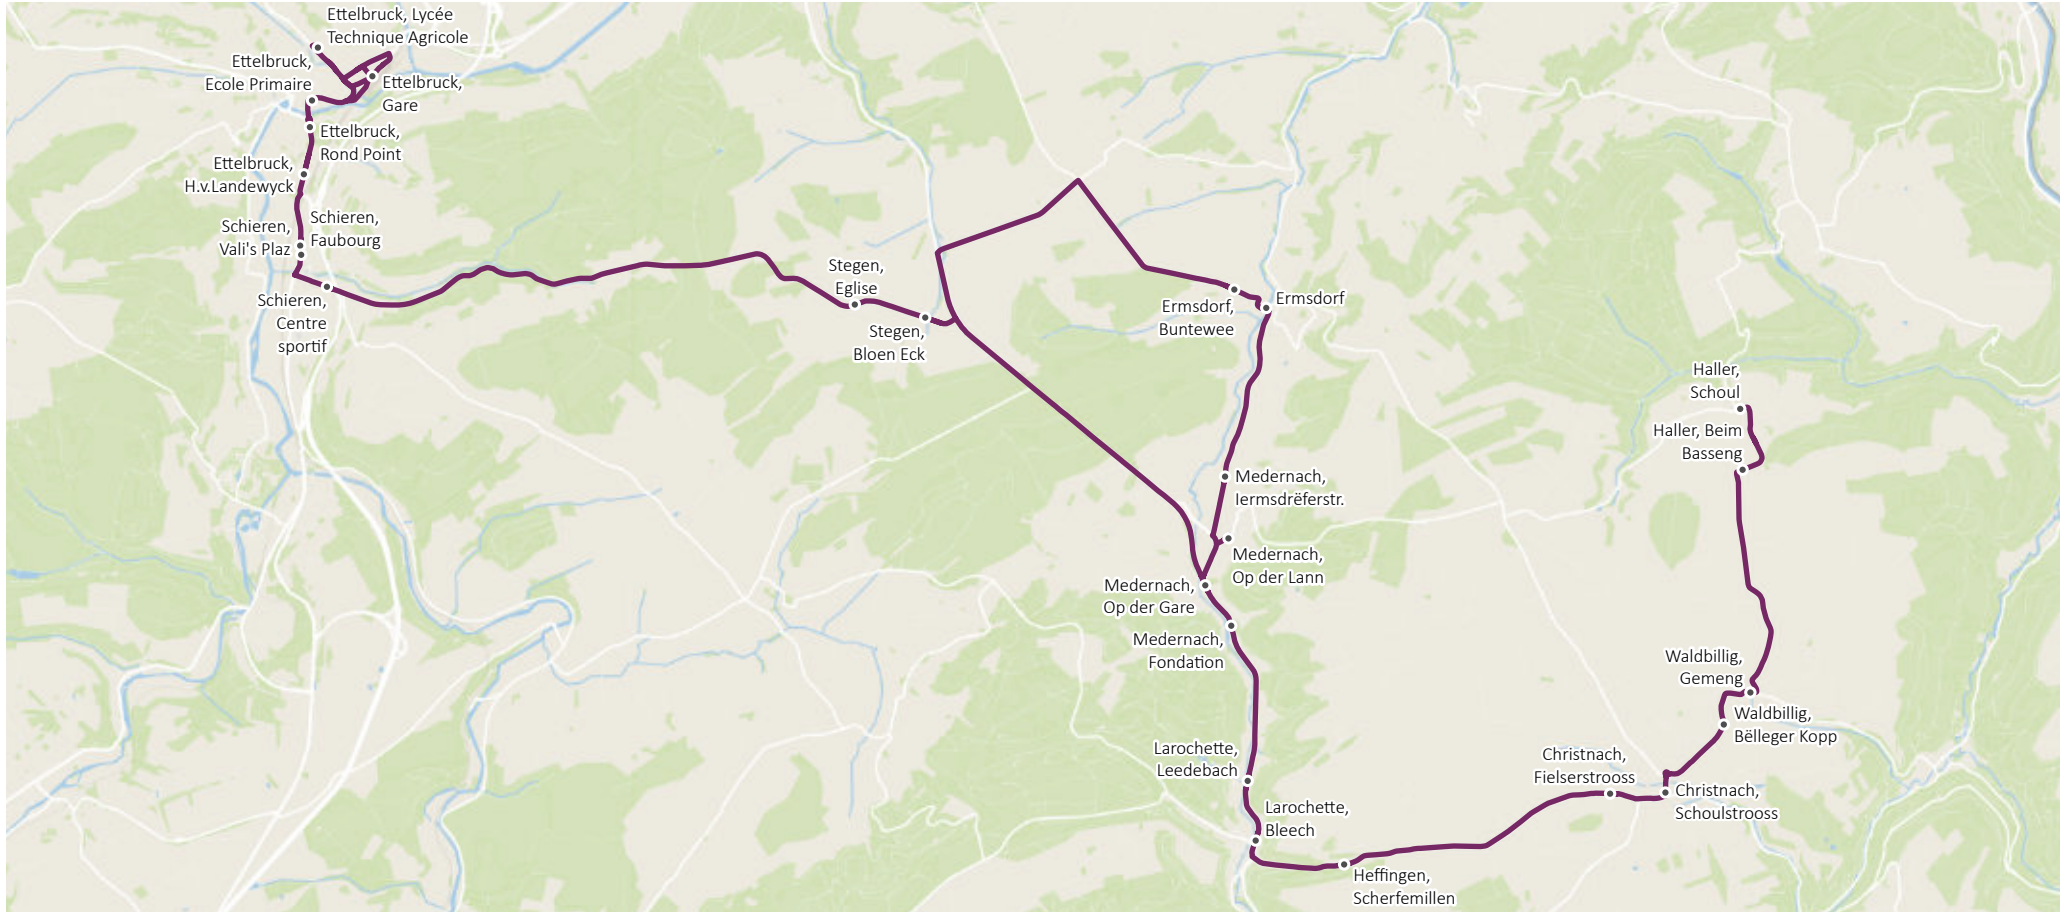 Ettelbruck, Lycée
Technique Agricole
Ettelbruck,
Ecole Primaire
Ettelbruck,
Gare
Ettelbruck,
Rond Point
Ettelbruck,
H.v.Landewyck
Schieren,
Faubourg
Schieren,
Vali's Plaz
Schieren,
Centre
sportif
Stegen,
Eglise
Stegen,
Bloen Eck
Ermsdorf,
Buntewee
Ermsdorf
Medernach,
Iermsdrëferstr.
Medernach,
Op der Lann
Medernach,
Op der Gare
Medernach,
Fondation
Larochette,
Leedebach
Larochette,
Bleech
Heffingen,
Scherfemillen
Christnach,
Fielserstrooss
Christnach,
Schoulstrooss
Waldbillig,
Bëlleger Kopp
Waldbillig,
Gemeng
Haller, Beim
Basseng
Haller,
Schoul